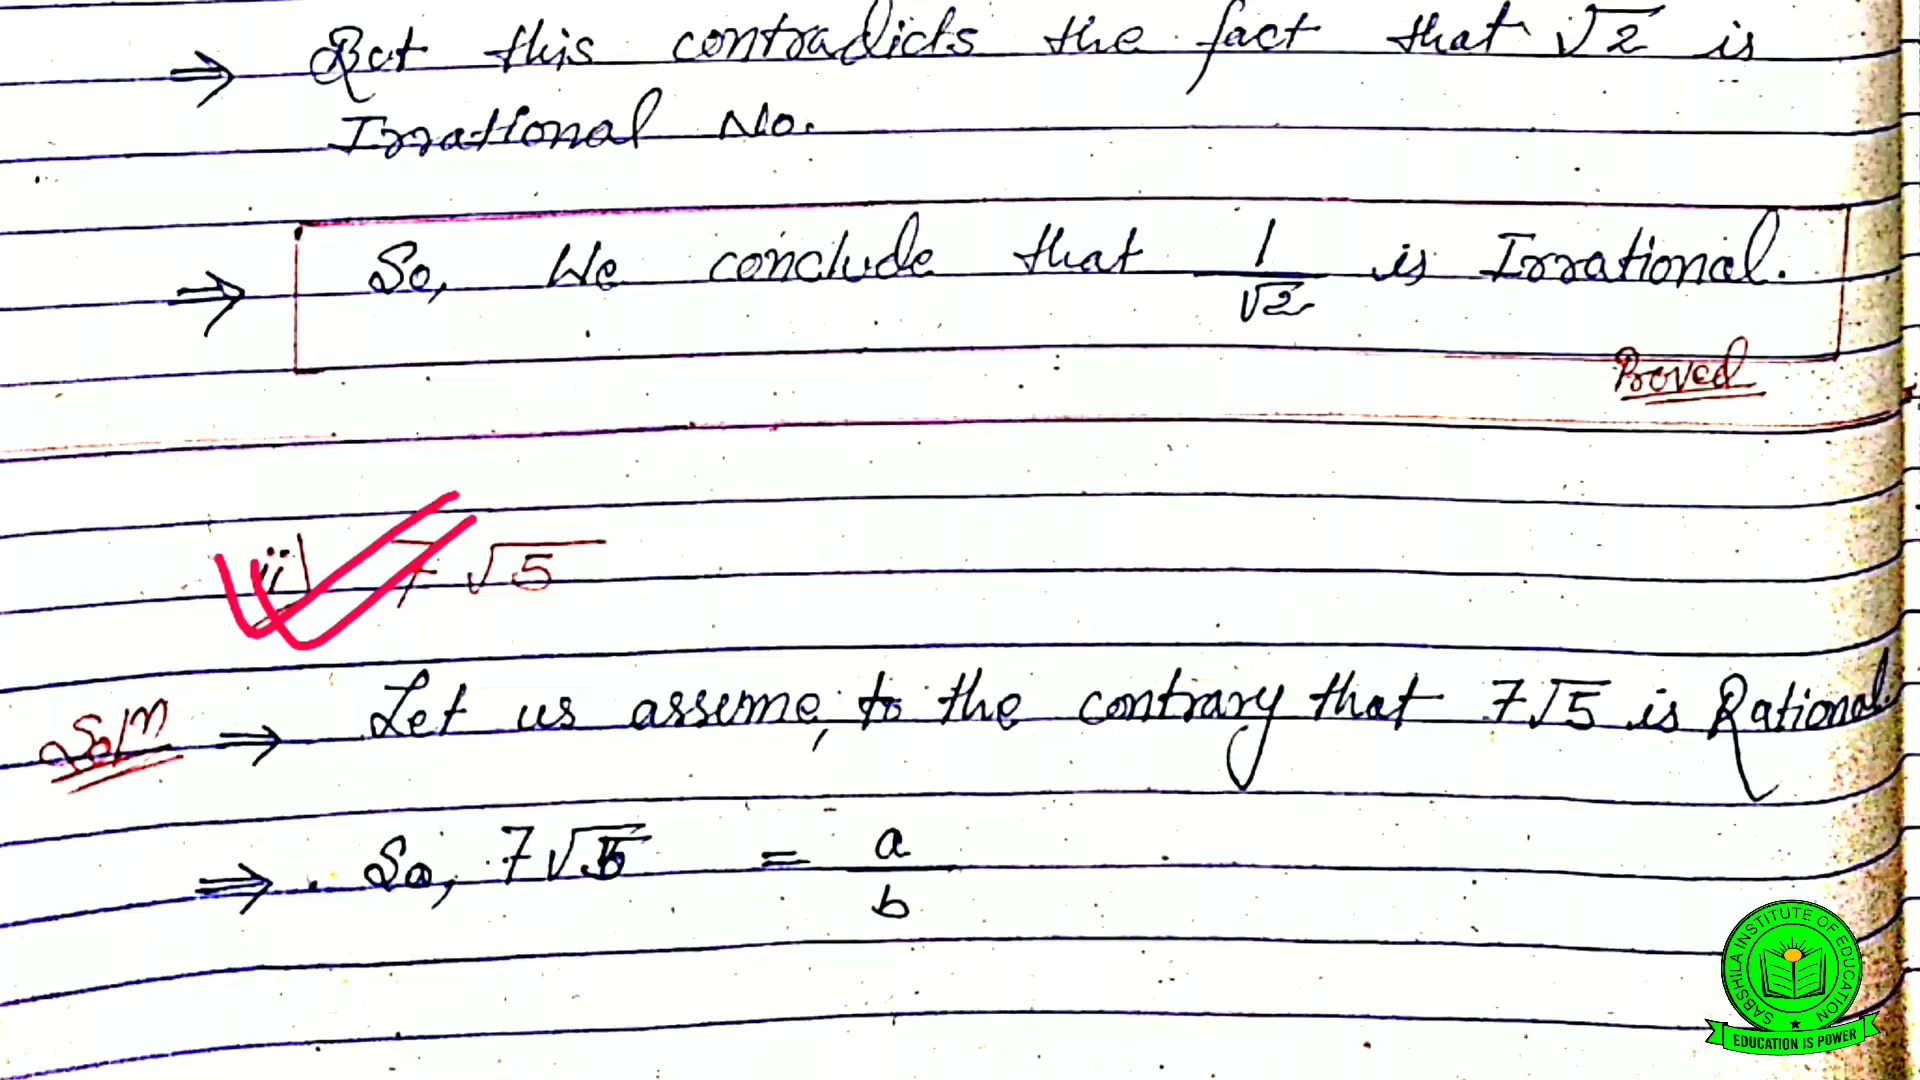 ⇒ But this contradicts the fact that √2 is
Irrational No.
⇒ So, We conclude that 1/√2 is Irrational.
Proved
ii) 7√5
Soln ⇒ Let us assume, to the contrary that 7√5 is Rational
⇒ So, 7√5 = a/b
SABSHILA INSTITUTE OF EDUCATION
EDUCATION IS POWER